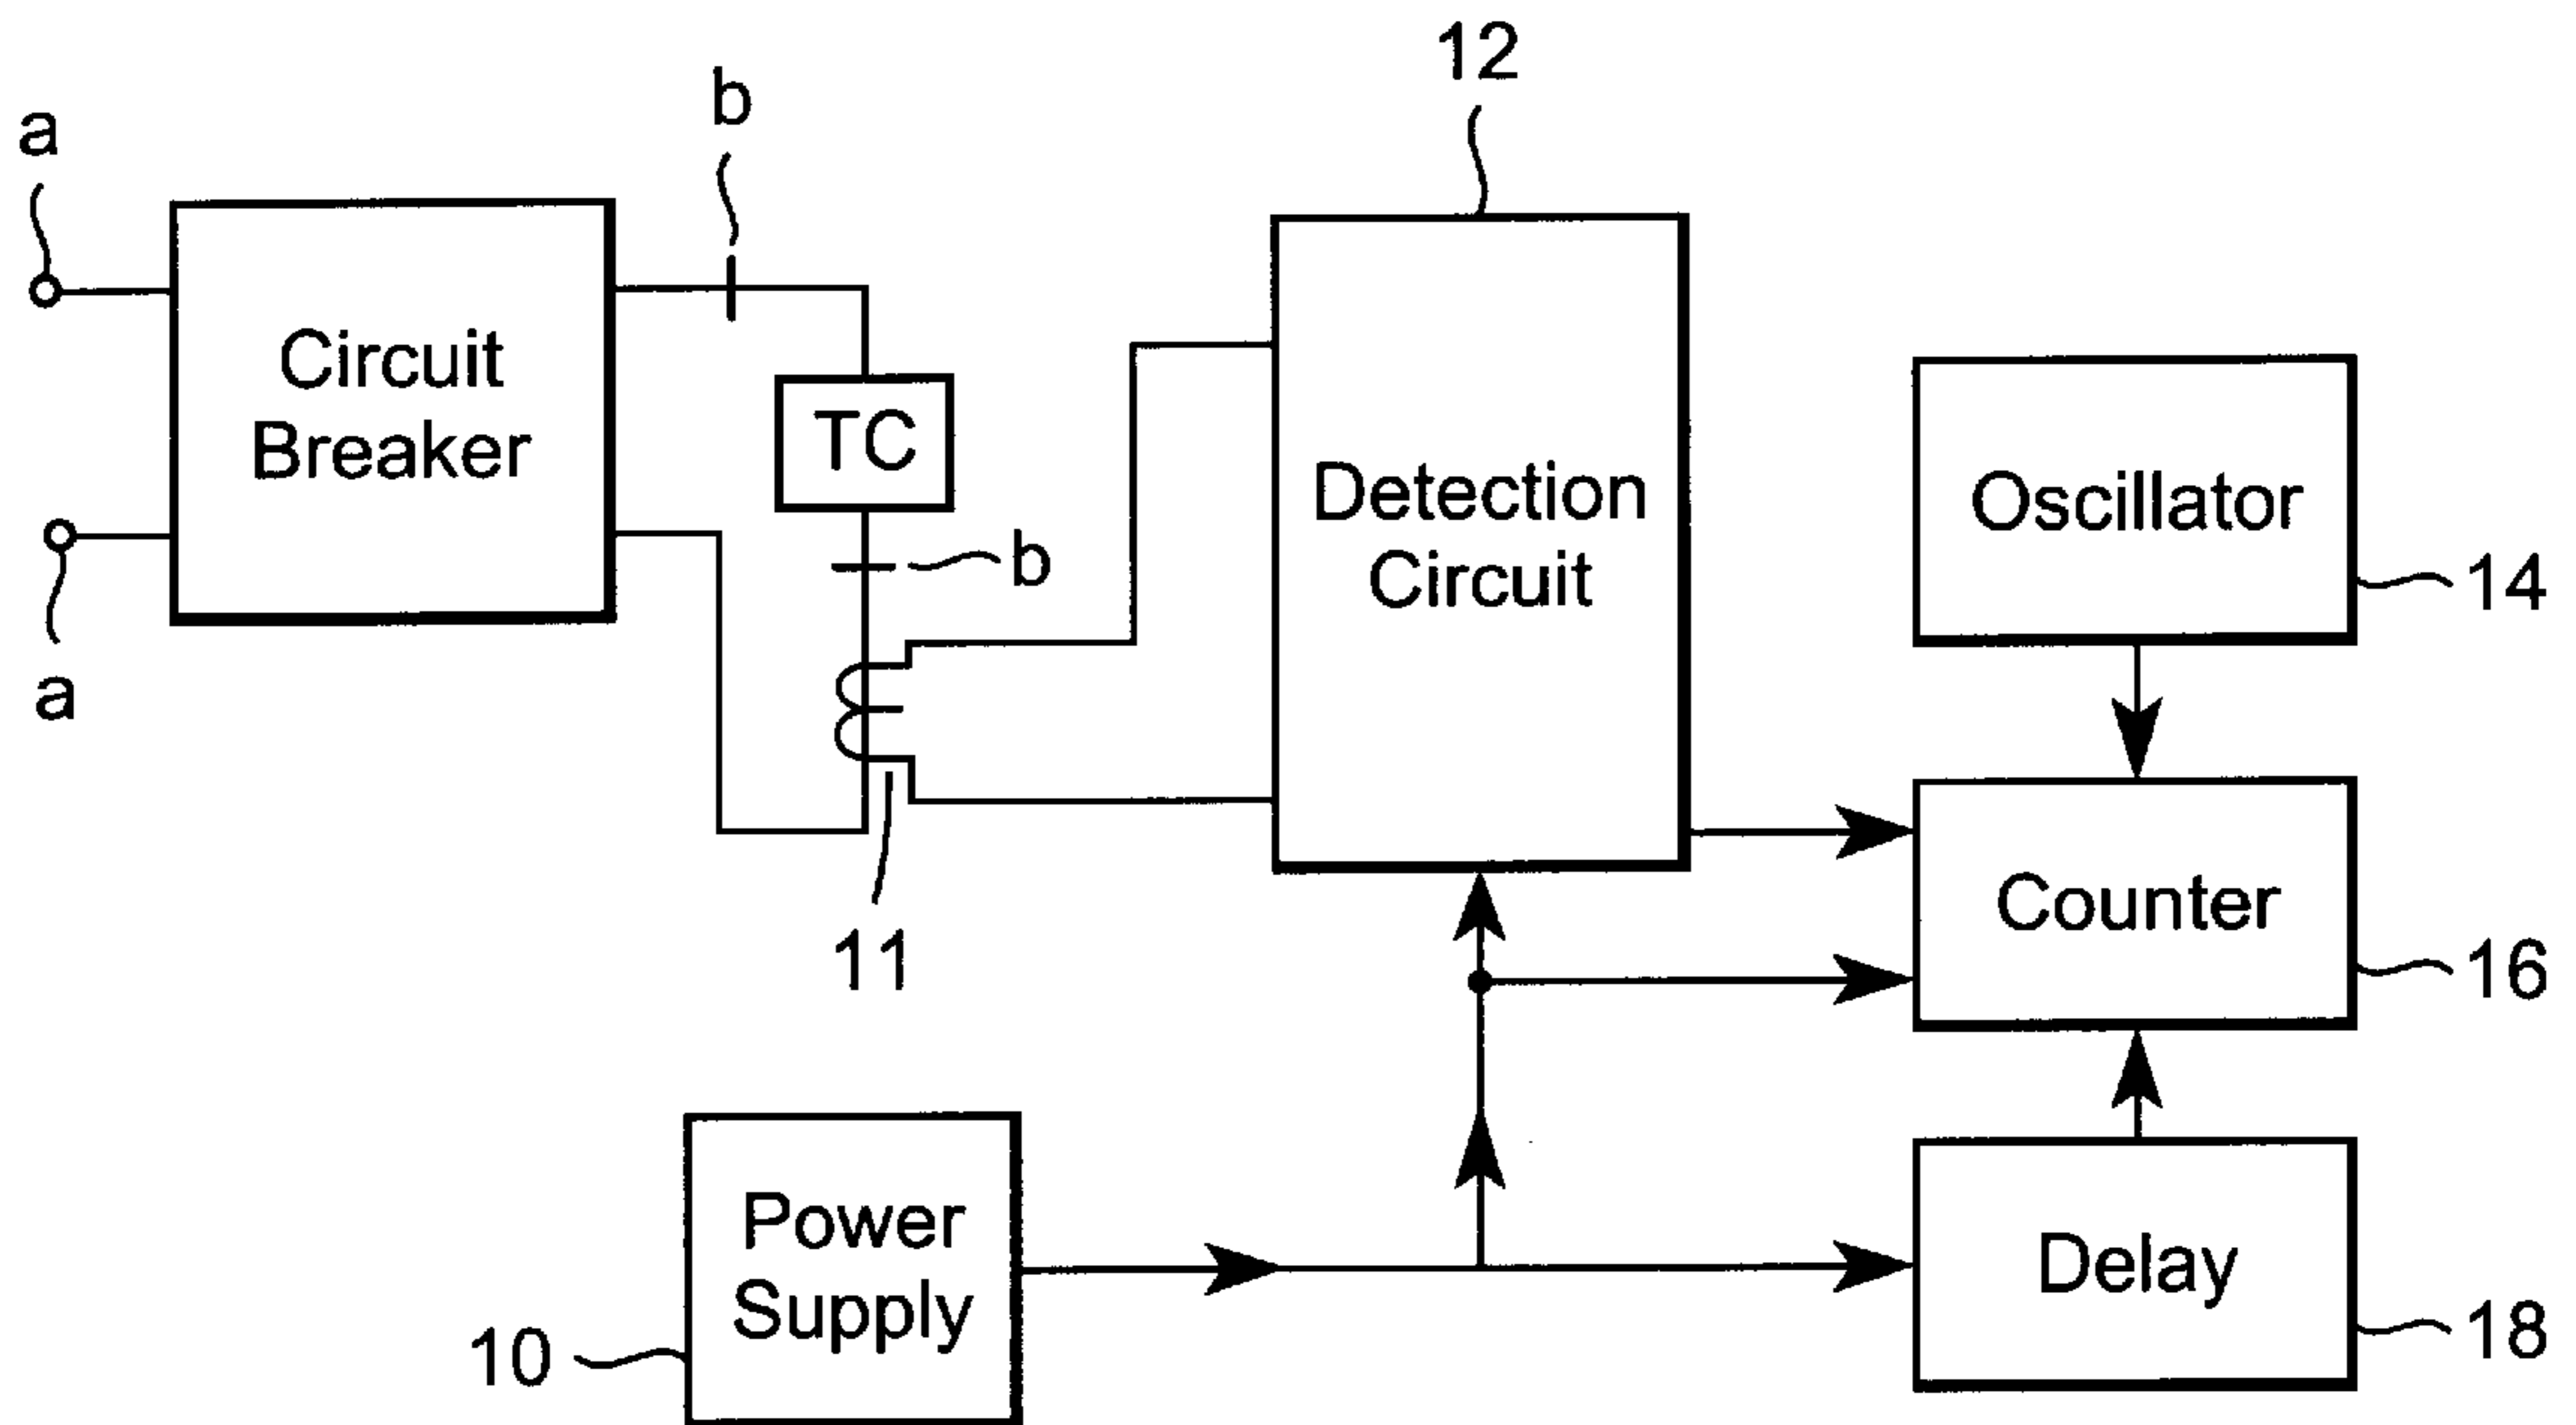 12
b
a
Circuit
Breaker
TC
b
a
11
Detection
Circuit
Oscillator
14
Counter
16
Power
Supply
10
Delay
18